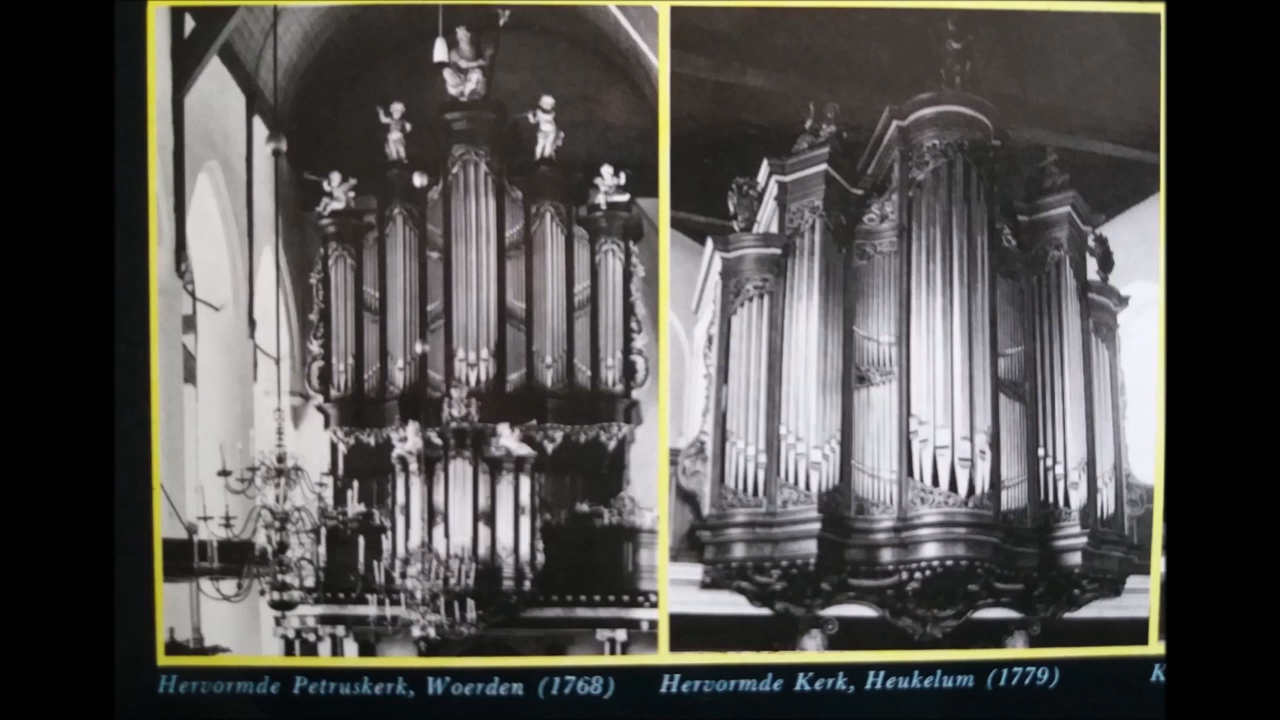 Hervormde Petruskerk, Woerden (1768)
Hervormde Kerk, Heukelum (1779)
K